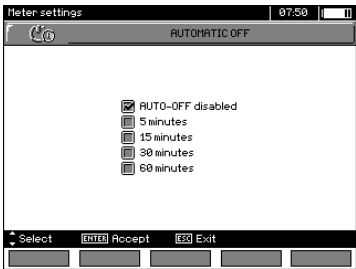 Meter settings 07:50
AUTOMATIC OFF
AUTO-OFF disabled
5 minutes
15 minutes
30 minutes
60 minutes
Select ENTER Accept ESC Exit